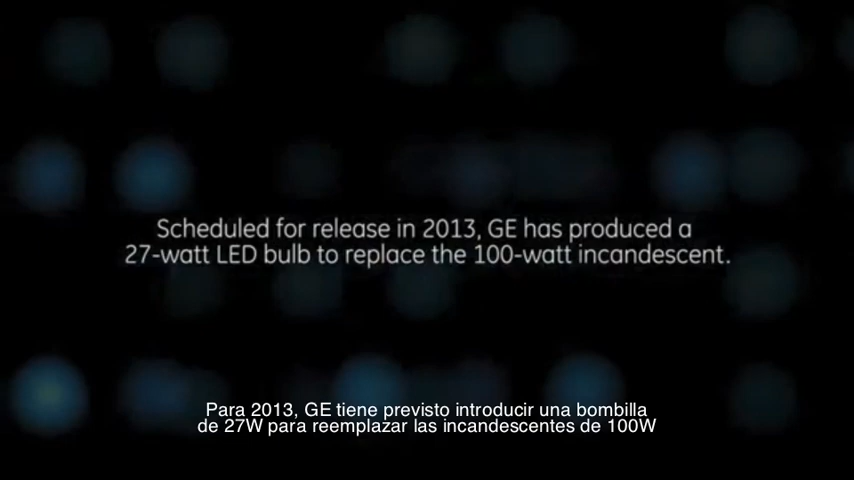 Scheduled for release in 2013, GE has produced a
27-watt LED bulb to replace the 100-watt incandescent.
Para 2013, GE tiene previsto introducir una bombilla
de 27W para reemplazar las incandescentes de 100W